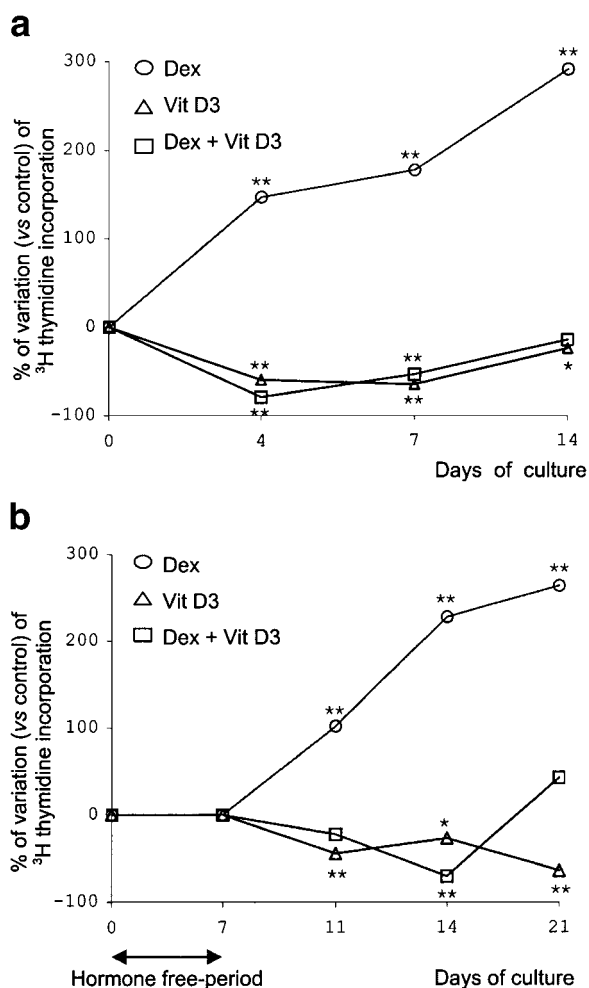 a
% of variation (vs control) of
³H thymidine incorporation
300
200
100
0
-100
Dex
Vit D3
Dex + Vit D3
**
**
**
**
**
**
**
*
0 4 7 14
Days of culture
b
% of variation (vs control) of
³H thymidine incorporation
300
200
100
0
-100
Dex
Vit D3
Dex + Vit D3
**
**
**
*
**
**
**
0 7 11 14 21
Hormone free-period
Days of culture